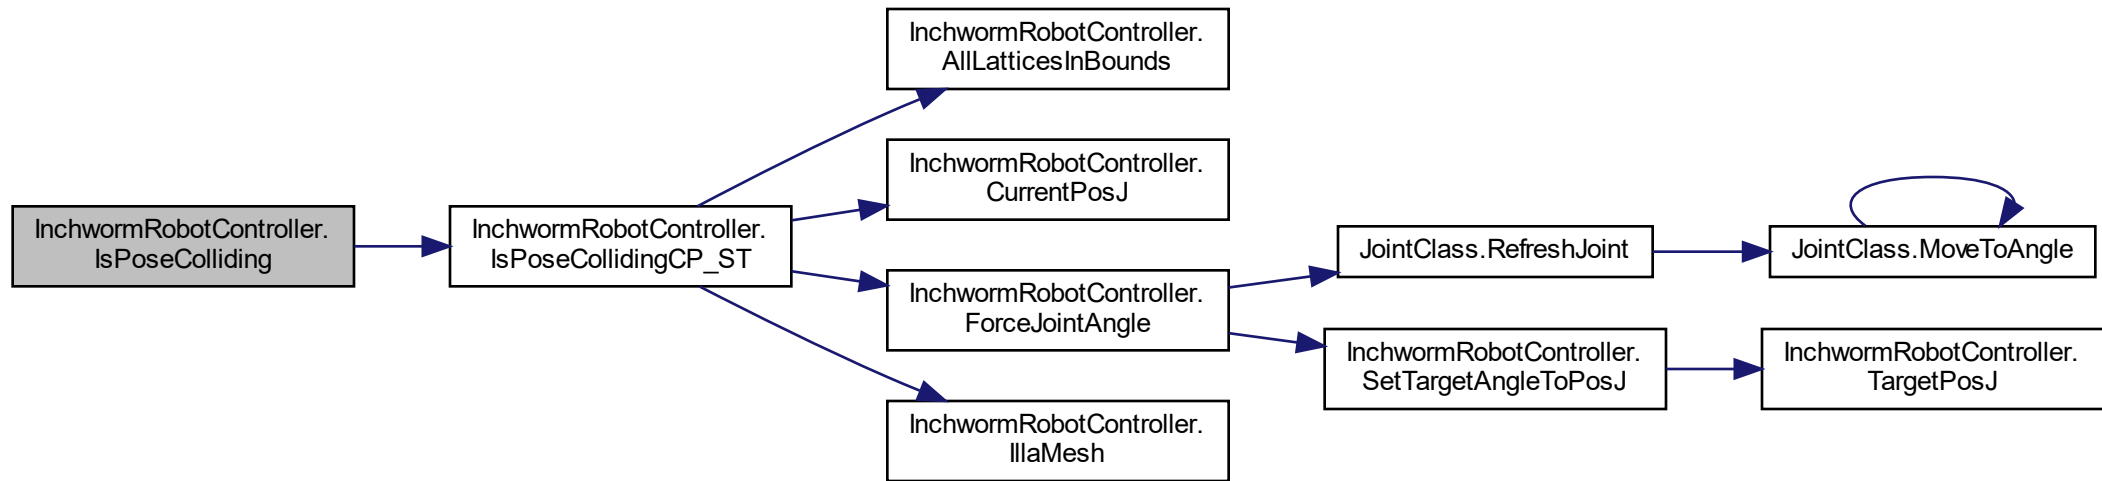 InchwormRobotController.
IsPoseColliding
InchwormRobotController.
IsPoseCollidingCP_ST
InchwormRobotController.
AllLatticesInBounds
InchwormRobotController.
CurrentPosJ
InchwormRobotController.
ForceJointAngle
InchwormRobotController.
IllaMesh
JointClass.RefreshJoint
InchwormRobotController.
SetTargetAngleToPosJ
JointClass.MoveToAngle
InchwormRobotController.
TargetPosJ